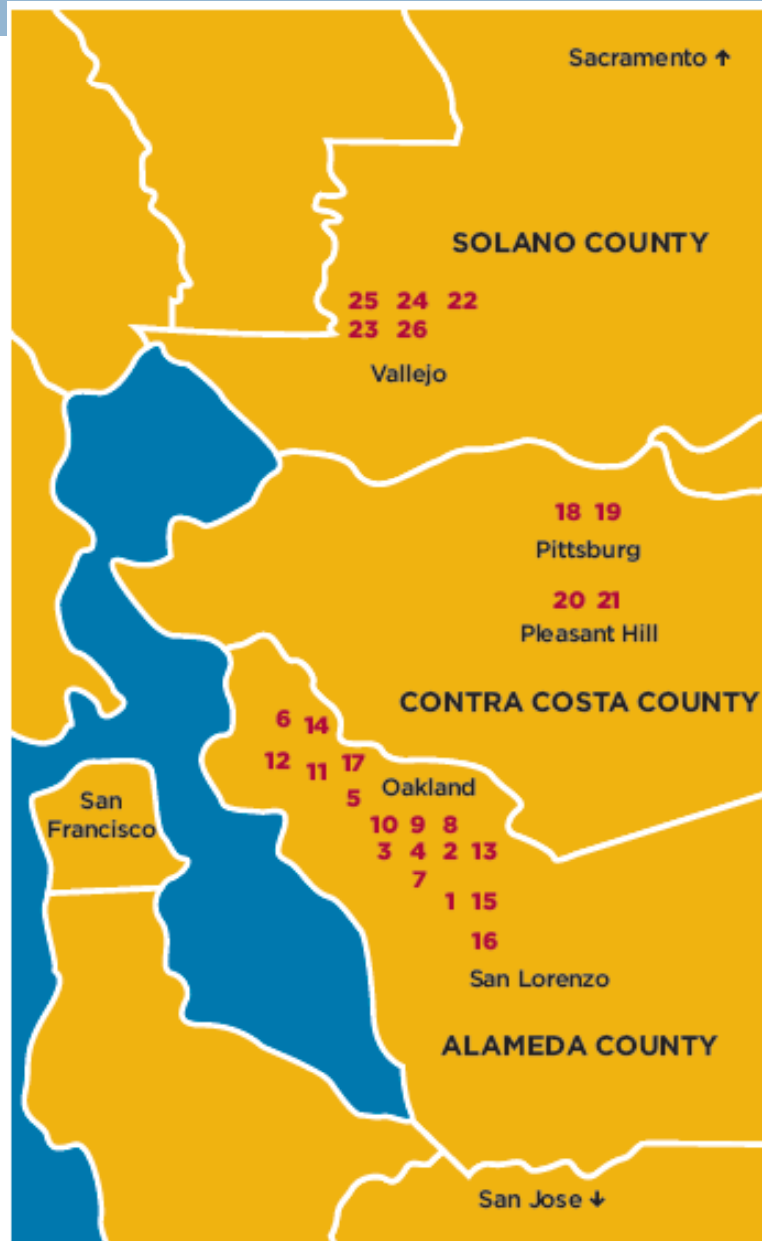 Sacramento ↑
SOLANO COUNTY
25 24 22
23 26
Vallejo
18 19
Pittsburg
20 21
Pleasant Hill
CONTRA COSTA COUNTY
6 14
12 11 17
Oakland
5
San
Francisco
10 9 8
3 4 2 13
7
1 15
16
San Lorenzo
ALAMEDA COUNTY
San Jose ↓